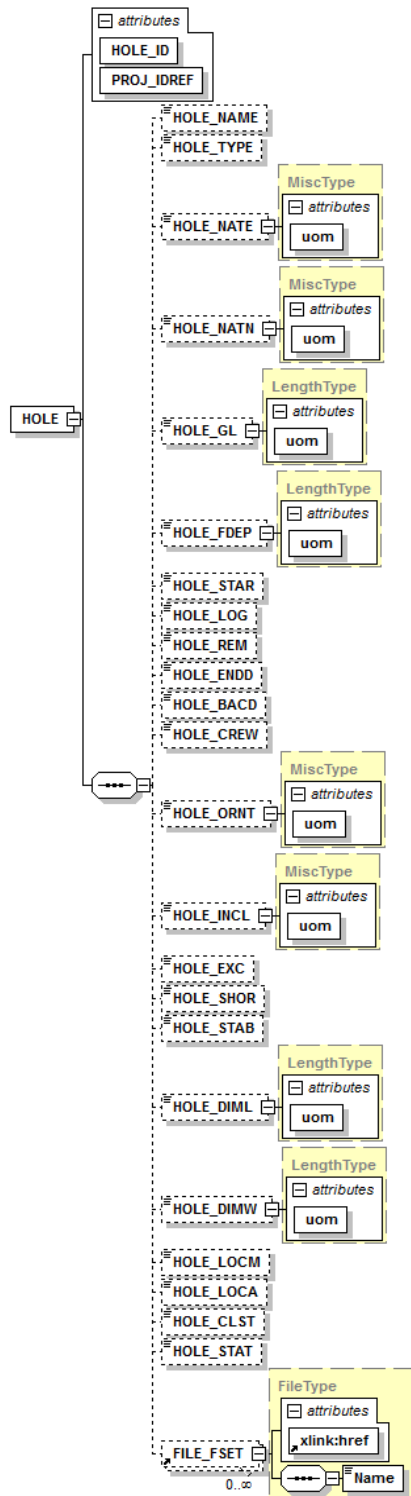 attributes
HOLE_ID
PROJ_IDREF
HOLE_NAME
HOLE_TYPE
MiscType
attributes
HOLE_NATE
uom
MiscType
attributes
HOLE_NATN
uom
LengthType
attributes
HOLE
HOLE_GL
uom
LengthType
attributes
HOLE_FDEP
uom
HOLE_STAR
HOLE_LOG
HOLE_REM
HOLE_ENDD
HOLE_BACD
HOLE_CREW
MiscType
attributes
HOLE_ORNT
uom
MiscType
attributes
HOLE_INCL
uom
HOLE_EXC
HOLE_SHOR
HOLE_STAB
LengthType
attributes
HOLE_DIML
uom
LengthType
attributes
HOLE_DIMW
uom
HOLE_LOCM
HOLE_LOCA
HOLE_CLST
HOLE_STAT
FileType
attributes
xlink:href
FILE_FSET
0..∞
Name